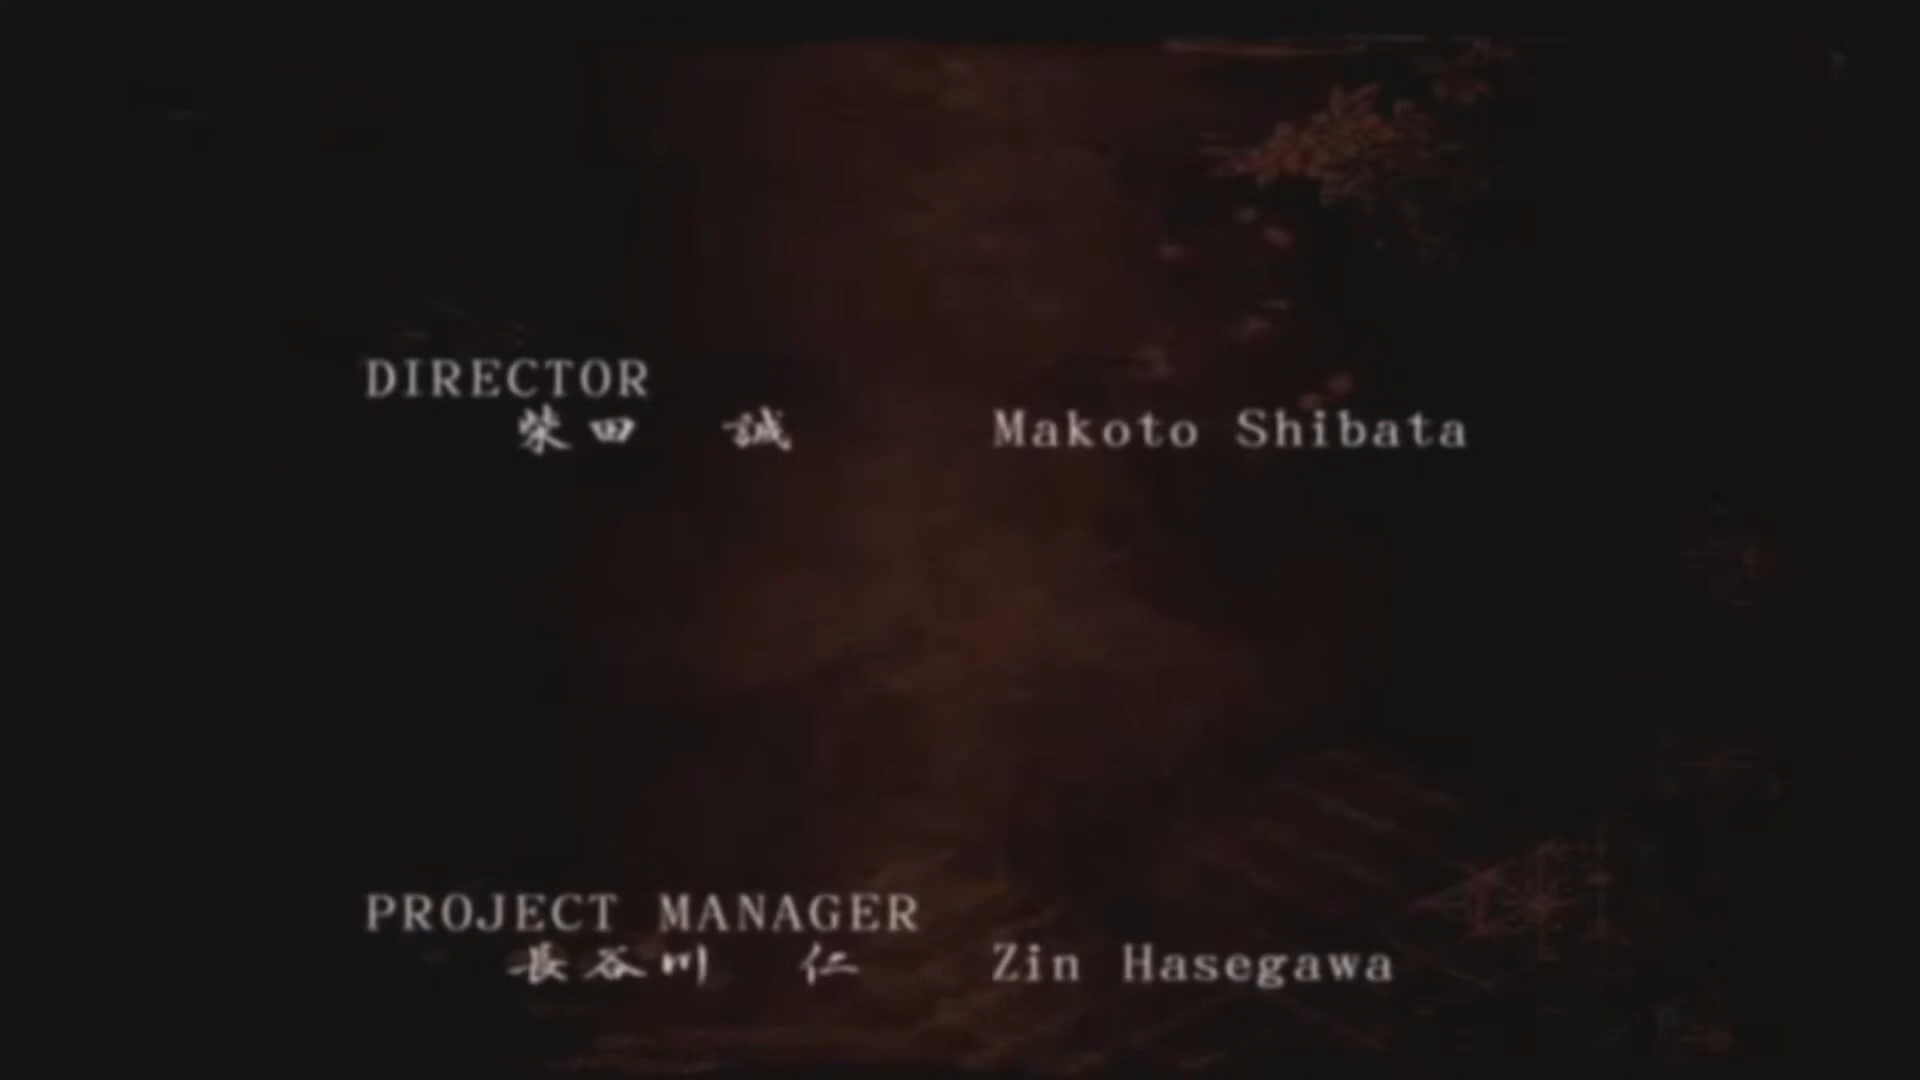 DIRECTOR
柴田 誠 Makoto Shibata
PROJECT MANAGER
長谷川 仁 Zin Hasegawa